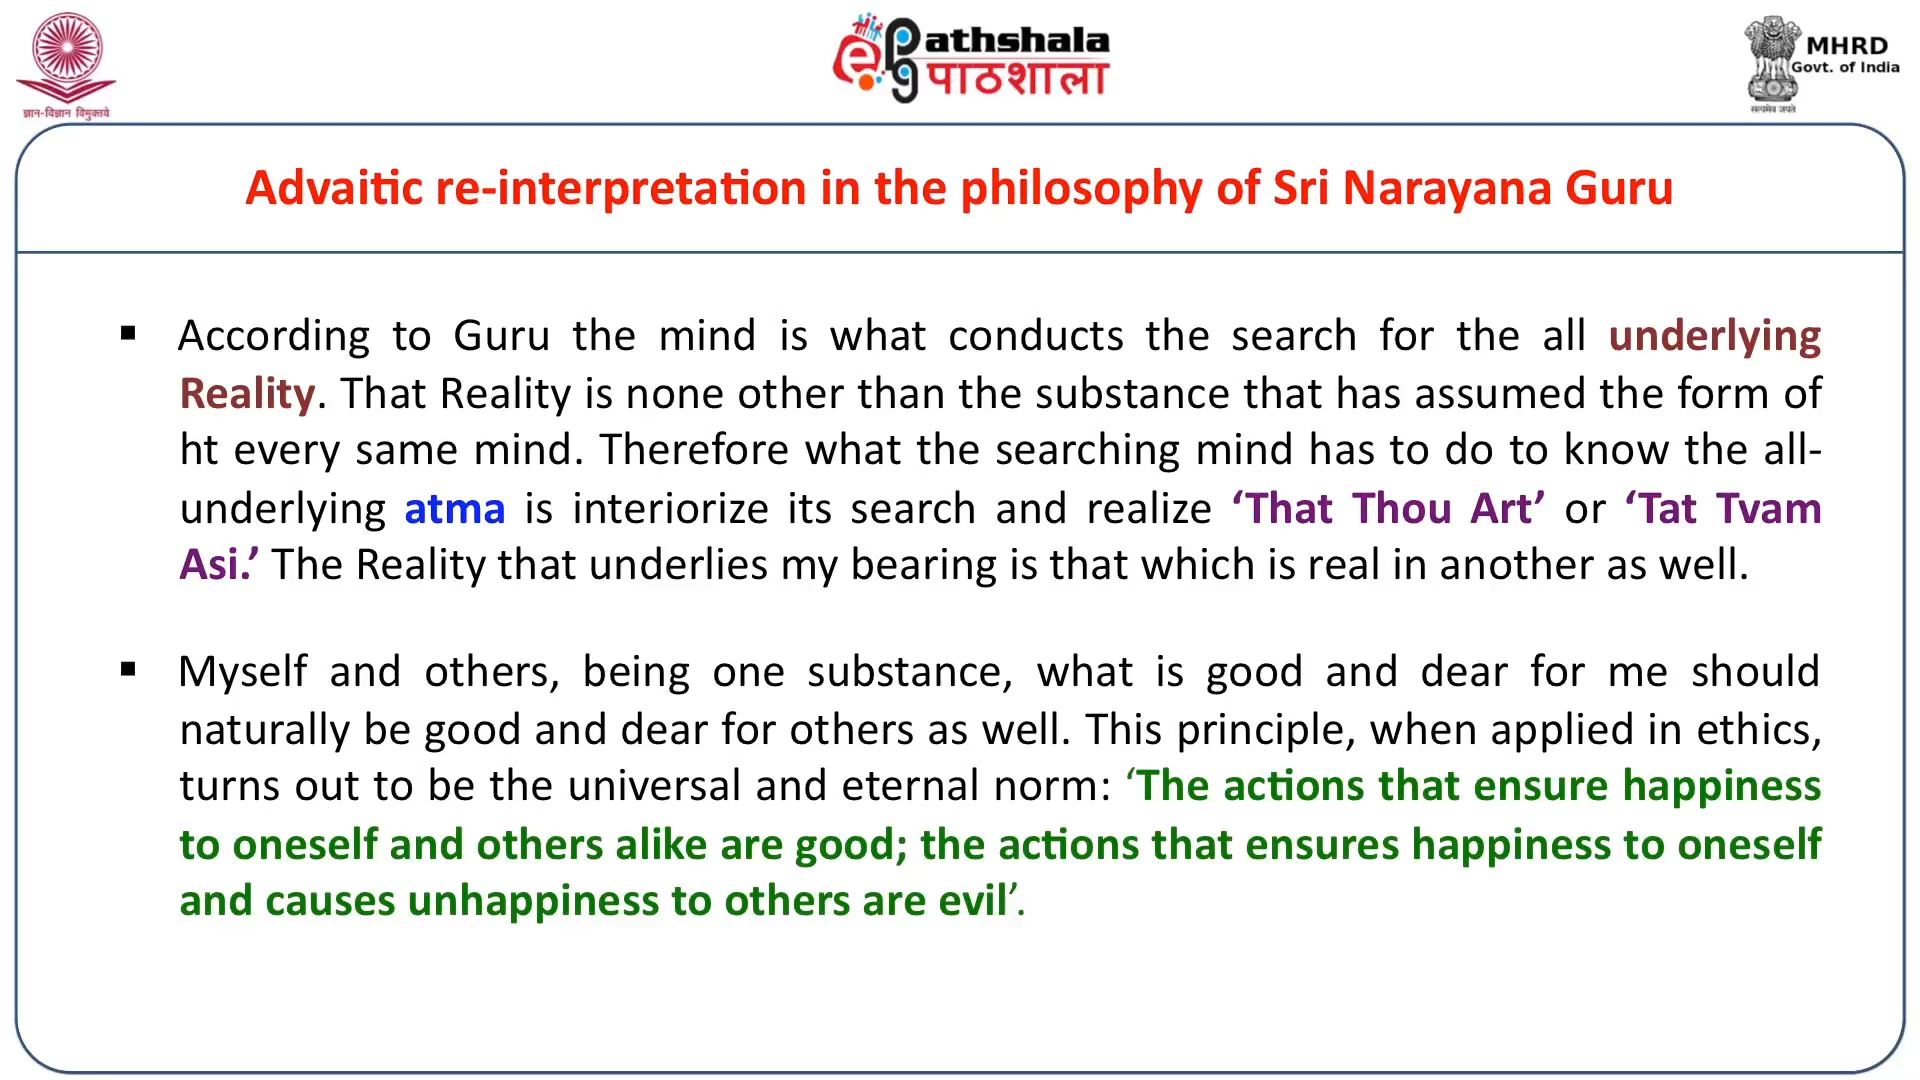 ज्ञान-विज्ञान विमुक्तये
ePG Pathshala
पाठशाला
MHRD
Govt. of India
सत्यमेव जयते
Advaitic re-interpretation in the philosophy of Sri Narayana Guru
▪ According to Guru the mind is what conducts the search for the all underlying
Reality. That Reality is none other than the substance that has assumed the form of
ht every same mind. Therefore what the searching mind has to do to know the all-
underlying atma is interiorize its search and realize ‘That Thou Art’ or ‘Tat Tvam
Asi.’ The Reality that underlies my bearing is that which is real in another as well.
▪ Myself and others, being one substance, what is good and dear for me should
naturally be good and dear for others as well. This principle, when applied in ethics,
turns out to be the universal and eternal norm: ‘The actions that ensure happiness
to oneself and others alike are good; the actions that ensures happiness to oneself
and causes unhappiness to others are evil’.